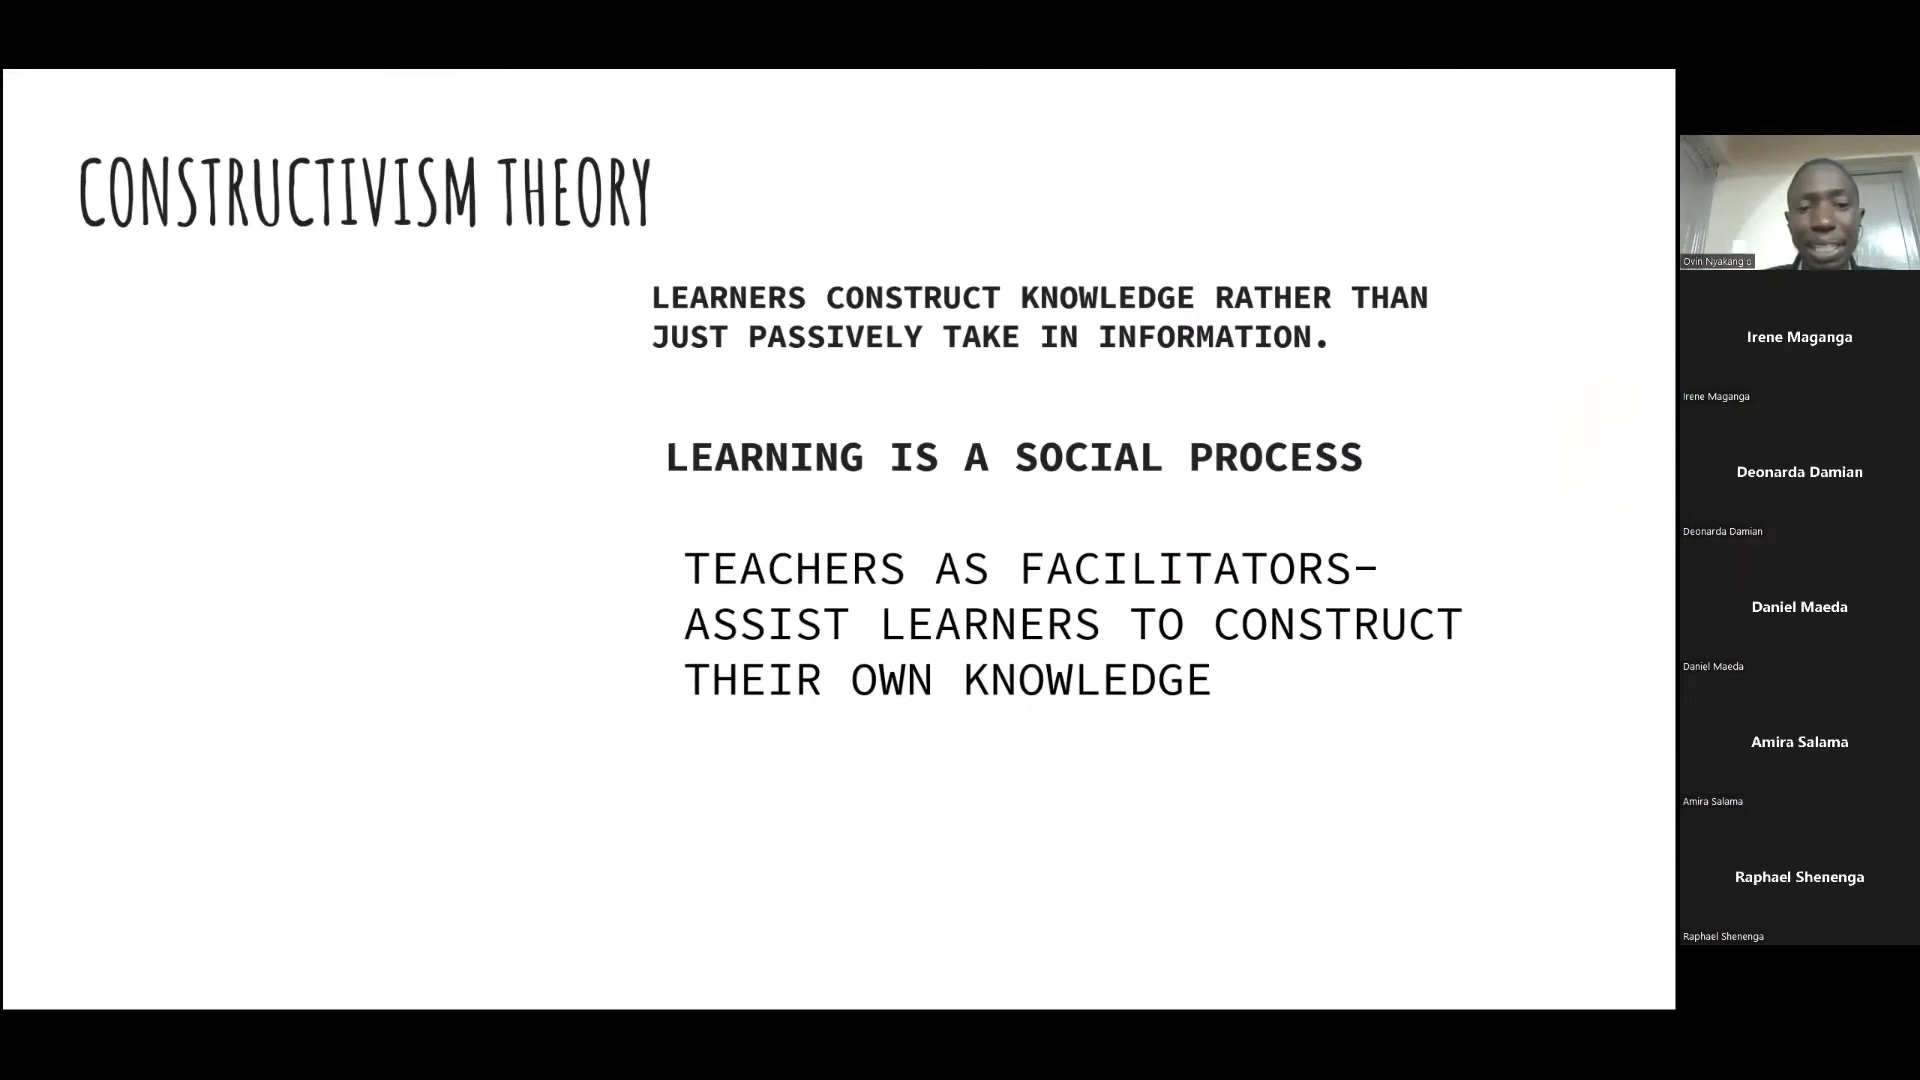 CONSTRUCTIVISM THEORY
LEARNERS CONSTRUCT KNOWLEDGE RATHER THAN
JUST PASSIVELY TAKE IN INFORMATION.
LEARNING IS A SOCIAL PROCESS
TEACHERS AS FACILITATORS-
ASSIST LEARNERS TO CONSTRUCT
THEIR OWN KNOWLEDGE
Ovin Nyakang'o
Irene Maganga
Irene Maganga
Deonarda Damian
Deonarda Damian
Daniel Maeda
Daniel Maeda
Amira Salama
Amira Salama
Raphael Shenenga
Raphael Shenenga